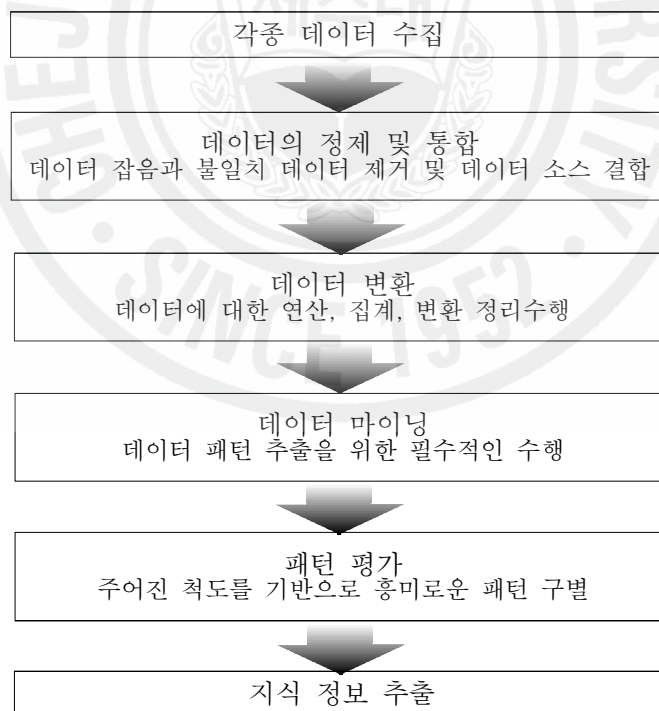 각종 데이터 수집
데이터의 정제 및 통합
데이터 잡음과 불일치 데이터 제거 및 데이터 소스 결합
데이터 변환
데이터에 대한 연산, 집계, 변환 정리수행
데이터 마이닝
데이터 패턴 추출을 위한 필수적인 수행
패턴 평가
주어진 척도를 기반으로 흥미로운 패턴 구별
지식 정보 추출
SINCE 1952